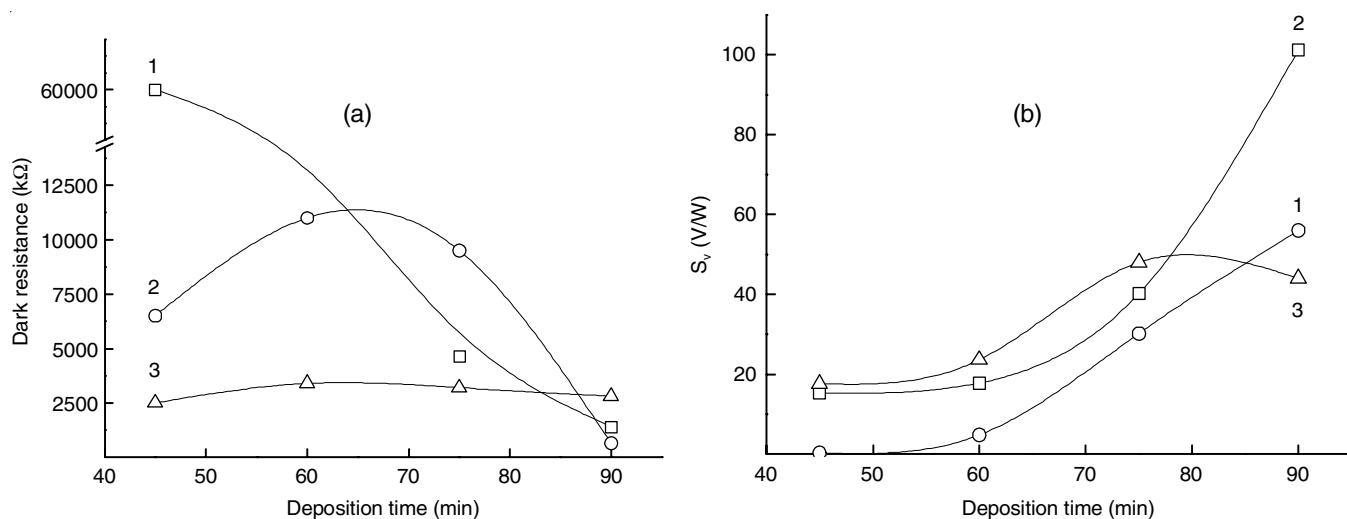 (a)
Dark resistance (kΩ)
60000
12500
10000
7500
5000
2500
1
2
3
40 50 60 70 80 90
Deposition time (min)
(b)
S_v (V/W)
100
80
60
40
20
2
1
3
40 50 60 70 80 90
Deposition time (min)